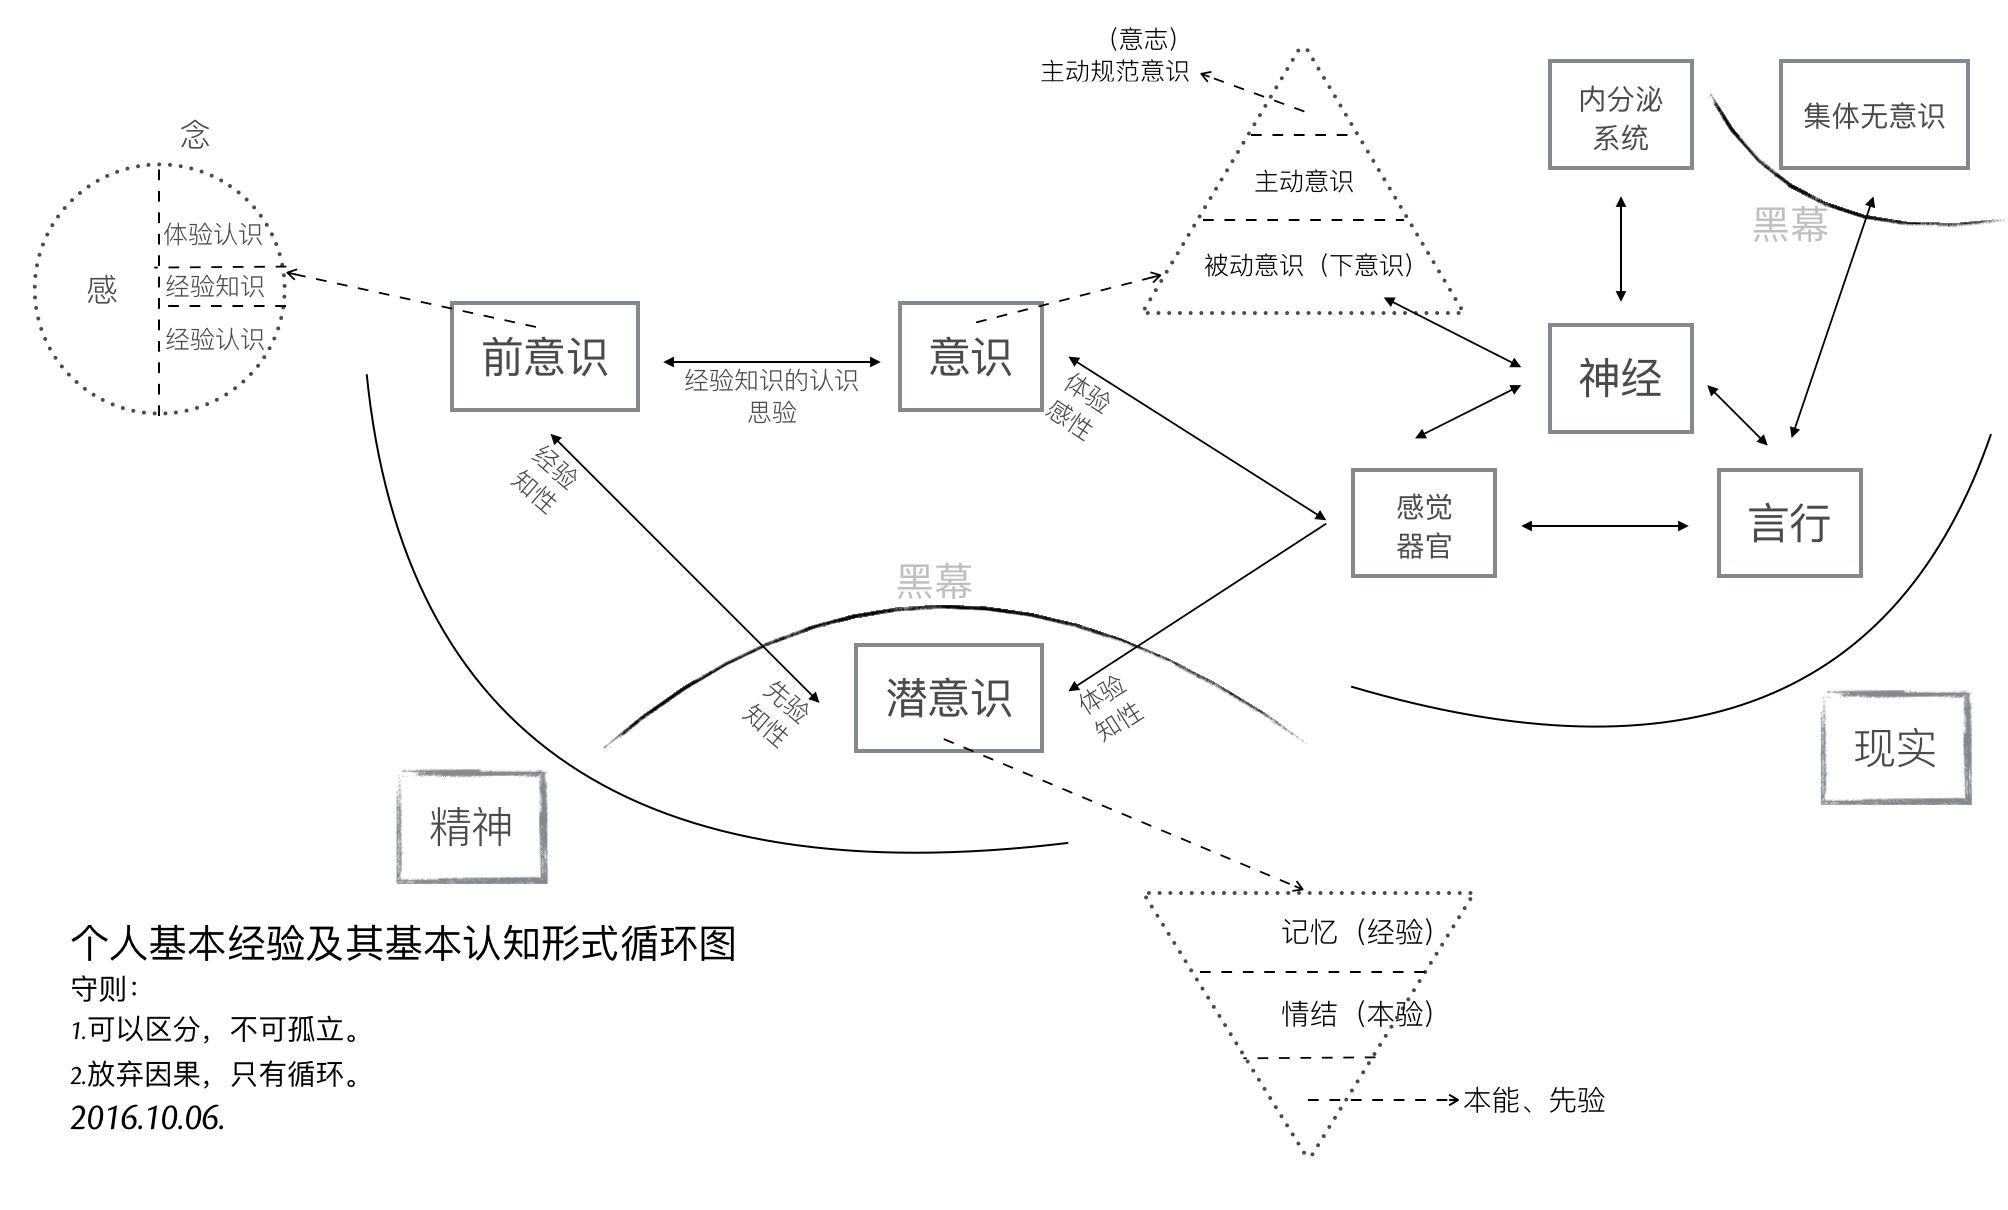 （意志）
主动规范意识
内分泌
系统
集体无意识
念
主动意识
黑幕
体验认识
感
经验知识
经验认识
被动意识（下意识）
前意识
意识
神经
经验知识的认识
思验
体验
感性
经验
知性
感觉
器官
言行
黑幕
潜意识
先验
知性
体验
知性
现实
精神
个人基本经验及其基本认知形式循环图
守则：
1.可以区分，不可孤立。
2.放弃因果，只有循环。
2016.10.06.
记忆（经验）
情结（本验）
本能、先验